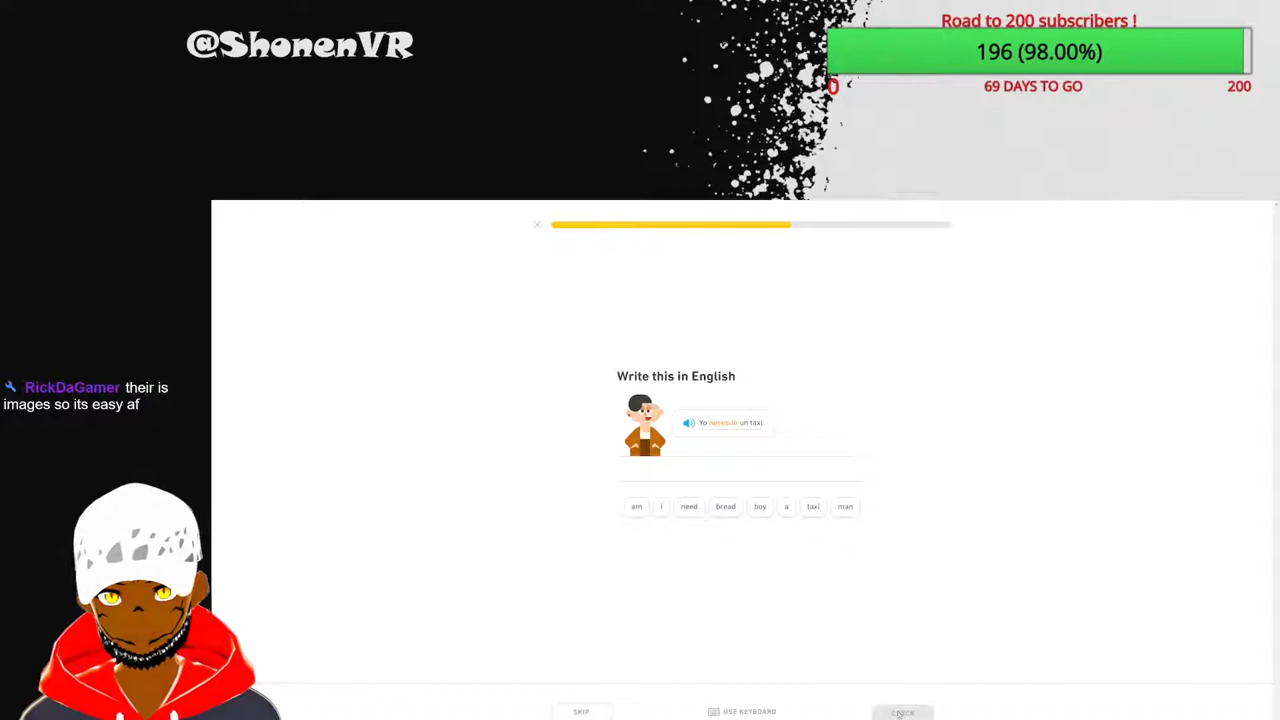 @ShonenVR
Road to 200 subscribers !
196 (98.00%)
0
69 DAYS TO GO
200
Write this in English
Yo necesito un taxi.
RickDaGamer their is
images so its easy af
am I need bread boy a taxi man
SKIP
USE KEYBOARD
CHECK